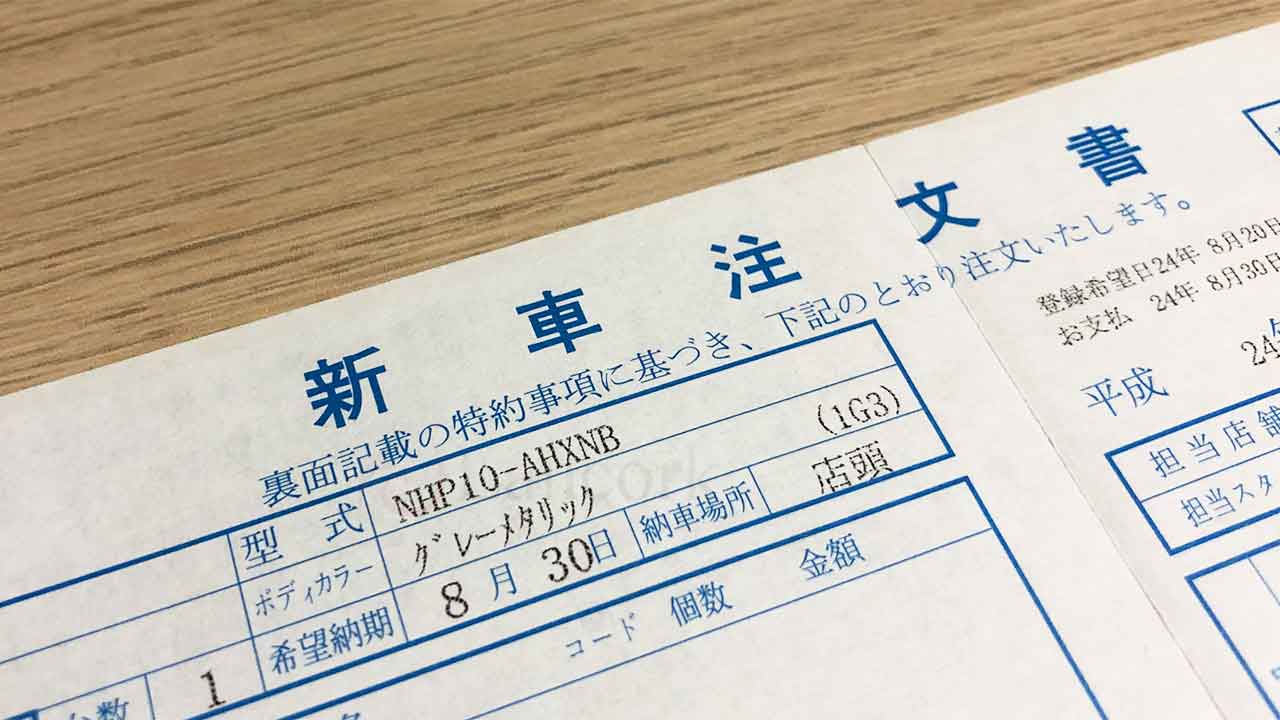 新車注文書
裏面記載の特約事項に基づき、下記のとおり注文いたします。
登録希望日24年 8月20日
お支払 24年 8月30日
平成 24
型式 NHP10-AHXNB
ボディカラー グレーメタリック (1G3)
希望納期 8月30日 納車場所 店頭
台数 1
コード 個数 金額
担当店舗
担当スタ